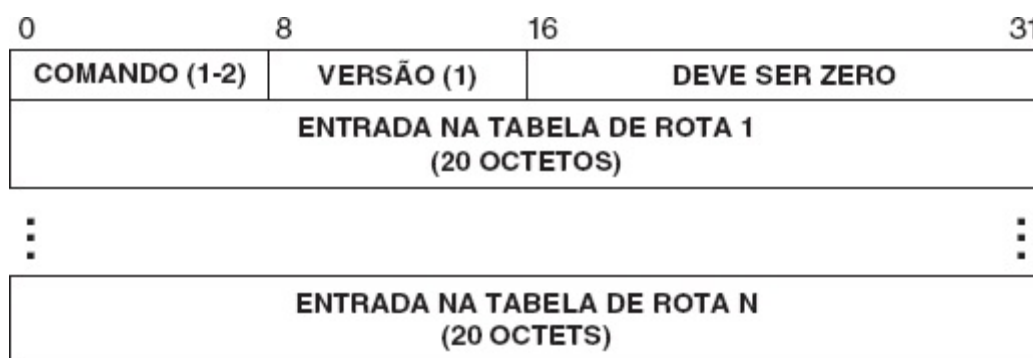 0 8 16 31
COMANDO (1-2) VERSÃO (1) DEVE SER ZERO
ENTRADA NA TABELA DE ROTA 1
(20 OCTETOS)
ENTRADA NA TABELA DE ROTA N
(20 OCTETS)